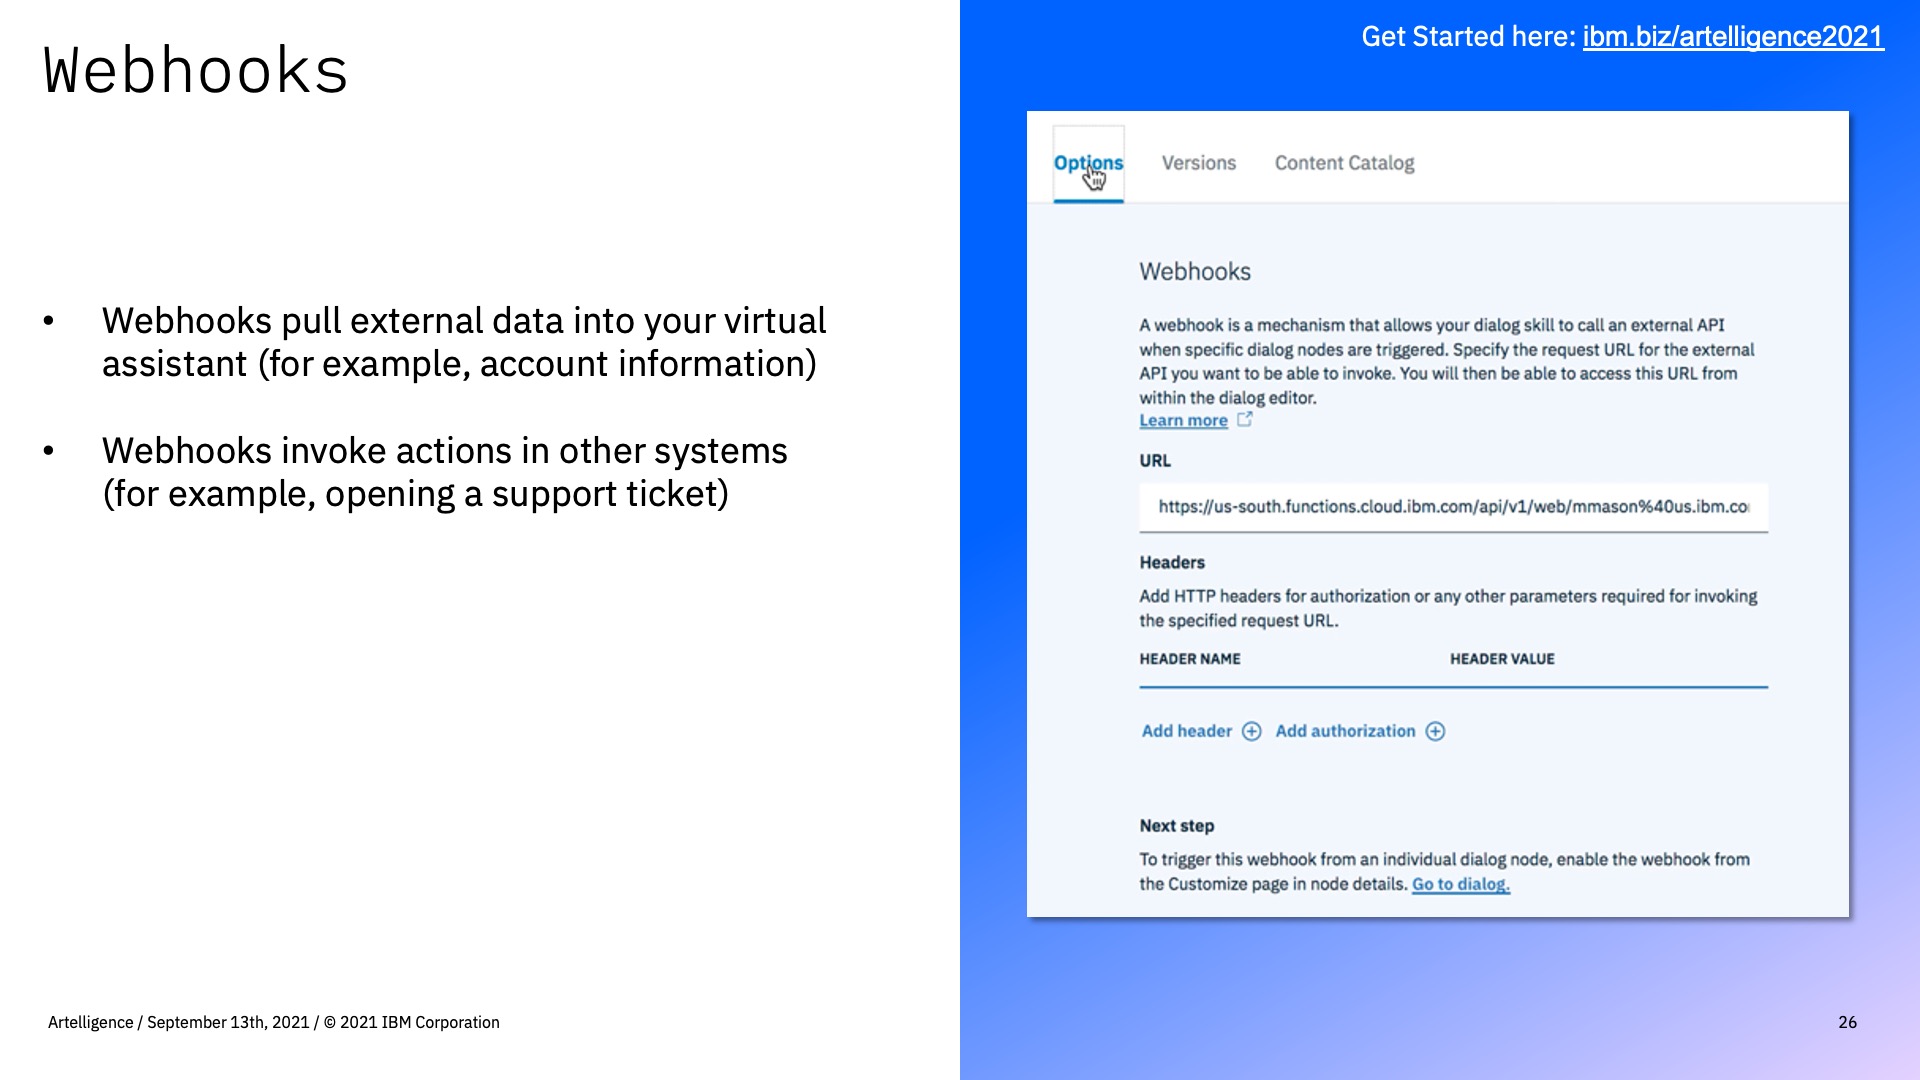 Webhooks
Get Started here: ibm.biz/artelligence2021
• Webhooks pull external data into your virtual
assistant (for example, account information)
• Webhooks invoke actions in other systems
(for example, opening a support ticket)
Options Versions Content Catalog
Webhooks
A webhook is a mechanism that allows your dialog skill to call an external API
when specific dialog nodes are triggered. Specify the request URL for the external
API you want to be able to invoke. You will then be able to access this URL from
within the dialog editor.
Learn more
URL
https://us-south.functions.cloud.ibm.com/api/v1/web/mmason%40us.ibm.co
Headers
Add HTTP headers for authorization or any other parameters required for invoking
the specified request URL.
HEADER NAME HEADER VALUE
Add header Add authorization
Next step
To trigger this webhook from an individual dialog node, enable the webhook from
the Customize page in node details. Go to dialog.
Artelligence / September 13th, 2021 / © 2021 IBM Corporation
26